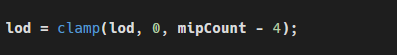 lod = clamp(lod, 0, mipCount - 4);